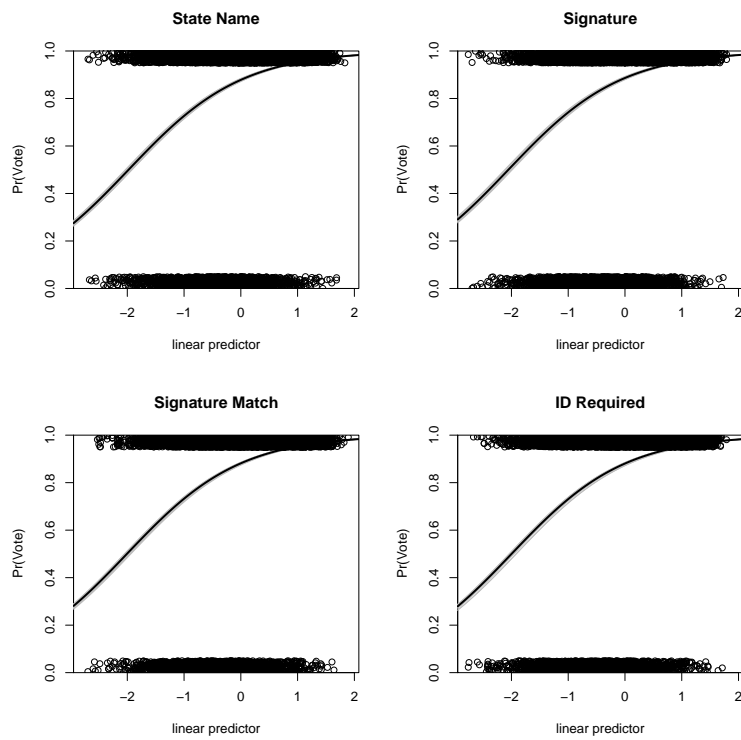 State Name
Pr(Vote)
1.0
0.8
0.6
0.4
0.2
0.0
−2 −1 0 1 2
linear predictor
Signature
Pr(Vote)
1.0
0.8
0.6
0.4
0.2
0.0
−2 −1 0 1 2
linear predictor
Signature Match
Pr(Vote)
1.0
0.8
0.6
0.4
0.2
0.0
−2 −1 0 1 2
linear predictor
ID Required
Pr(Vote)
1.0
0.8
0.6
0.4
0.2
0.0
−2 −1 0 1 2
linear predictor